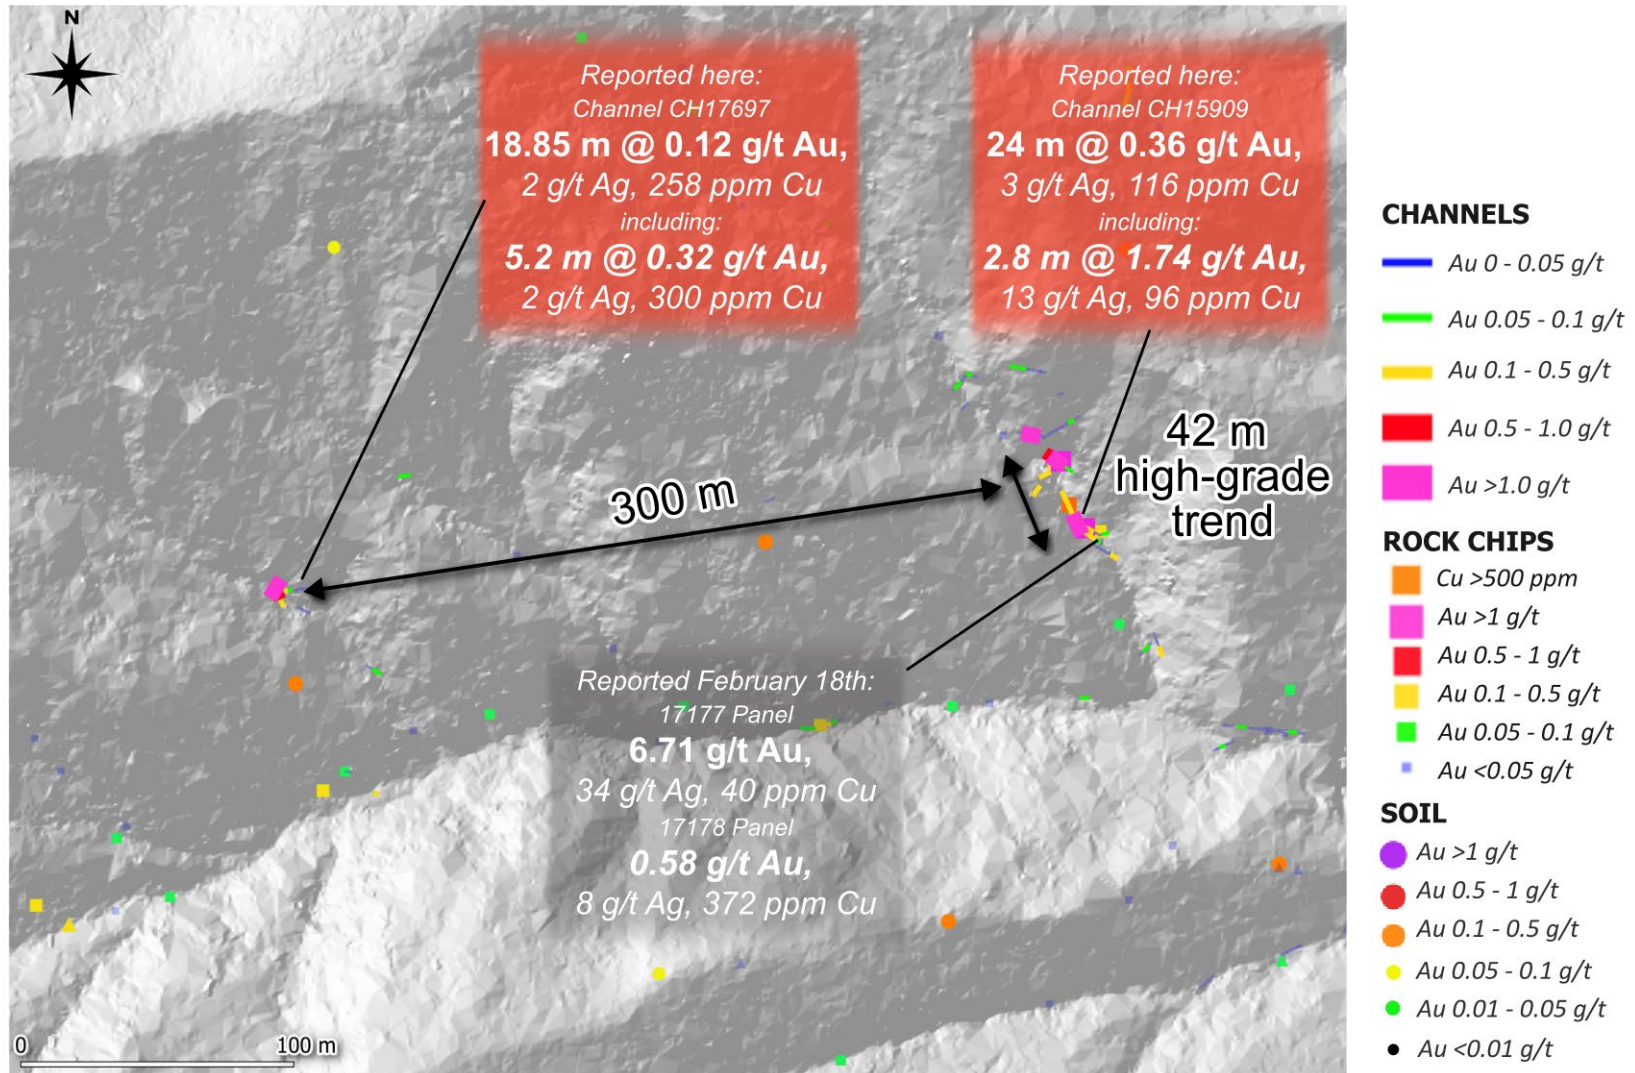 N
Reported here:
Channel CH17697
18.85 m @ 0.12 g/t Au,
2 g/t Ag, 258 ppm Cu
including:
5.2 m @ 0.32 g/t Au,
2 g/t Ag, 300 ppm Cu
Reported here:
Channel CH15909
24 m @ 0.36 g/t Au,
3 g/t Ag, 116 ppm Cu
including:
2.8 m @ 1.74 g/t Au,
13 g/t Ag, 96 ppm Cu
300 m
42 m
high-grade
trend
Reported February 18th:
17177 Panel
6.71 g/t Au,
34 g/t Ag, 40 ppm Cu
17178 Panel
0.58 g/t Au,
8 g/t Ag, 372 ppm Cu
0 100 m
CHANNELS
Au 0 - 0.05 g/t
Au 0.05 - 0.1 g/t
Au 0.1 - 0.5 g/t
Au 0.5 - 1.0 g/t
Au >1.0 g/t
ROCK CHIPS
Cu >500 ppm
Au >1 g/t
Au 0.5 - 1 g/t
Au 0.1 - 0.5 g/t
Au 0.05 - 0.1 g/t
Au <0.05 g/t
SOIL
Au >1 g/t
Au 0.5 - 1 g/t
Au 0.1 - 0.5 g/t
Au 0.05 - 0.1 g/t
Au 0.01 - 0.05 g/t
Au <0.01 g/t